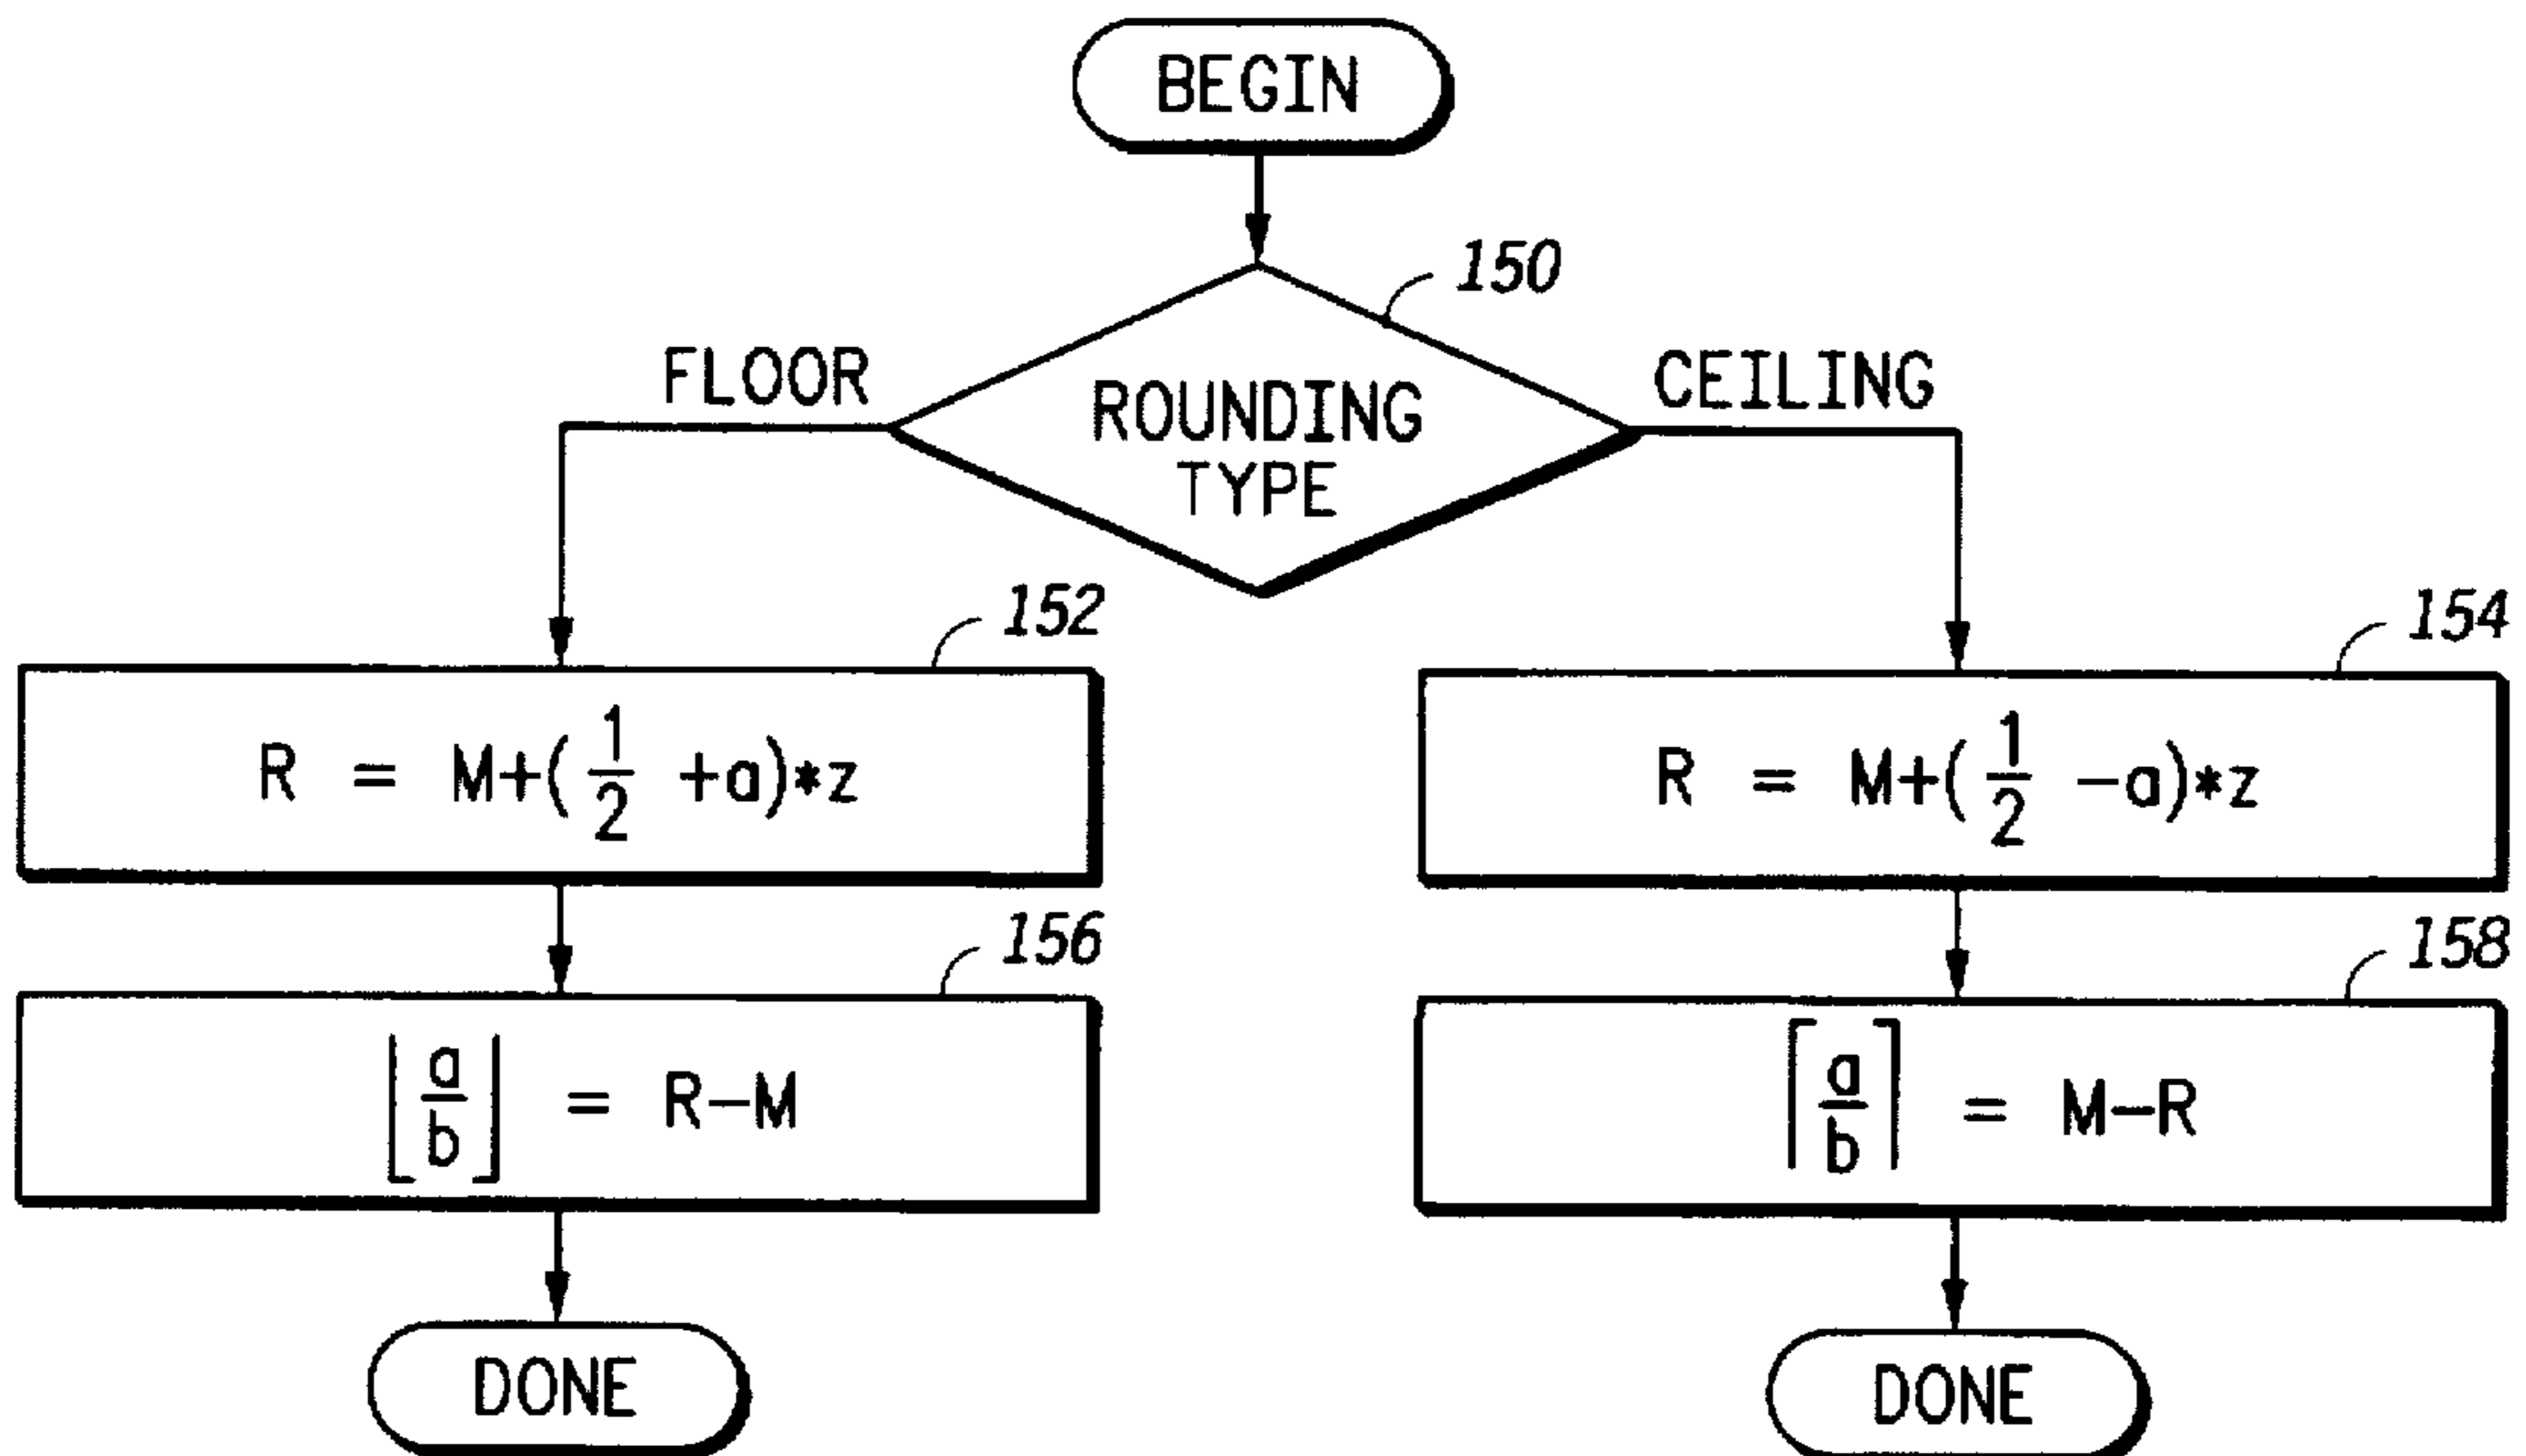 BEGIN
150
FLOOR
CEILING
ROUNDING
TYPE
152
154
R = M+(1/2 +a)*z
R = M+(1/2 -a)*z
156
158
⌊a/b⌋ = R-M
⌈a/b⌉ = M-R
DONE
DONE